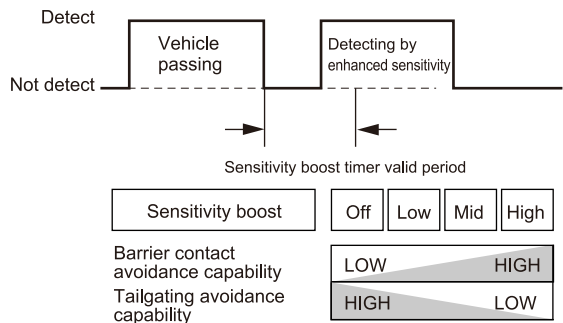 Detect
Vehicle
passing
Detecting by
enhanced sensitivity
Not detect
Sensitivity boost timer valid period
Sensitivity boost
Off
Low
Mid
High
Barrier contact
avoidance capability
LOW
HIGH
Tailgating avoidance
capability
HIGH
LOW